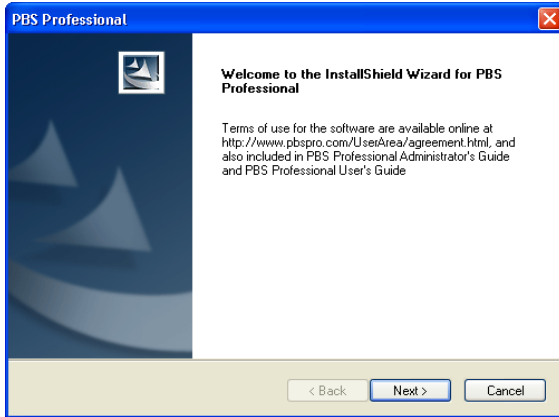 PBS Professional
Welcome to the InstallShield Wizard for PBS
Professional
Terms of use for the software are available online at
http://www.pbspro.com/UserArea/agreement.html, and
also included in PBS Professional Administrator's Guide
and PBS Professional User's Guide
< Back
Next >
Cancel